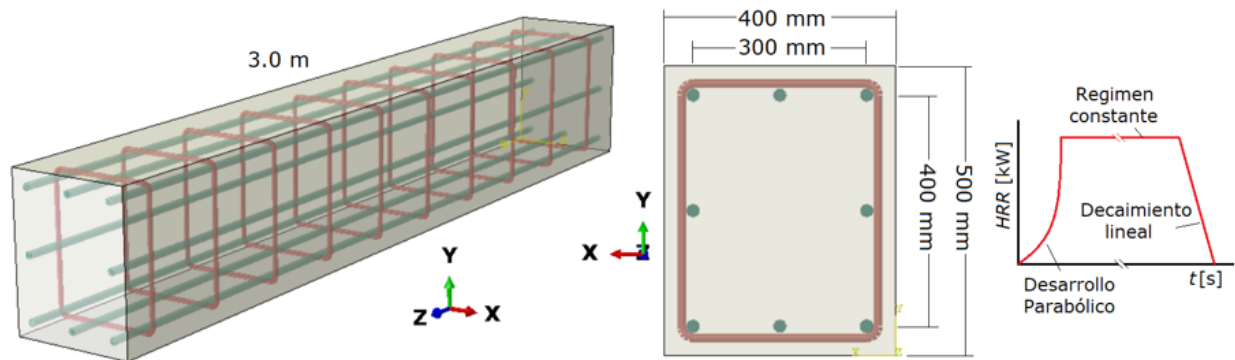 3.0 m
Y
Z
X
400 mm
300 mm
400 mm
500 mm
Y
X
Z
Y
X
Z
HRR [kW]
Regimen
constante
Decaimiento
lineal
Desarrollo
Parabólico
t [s]